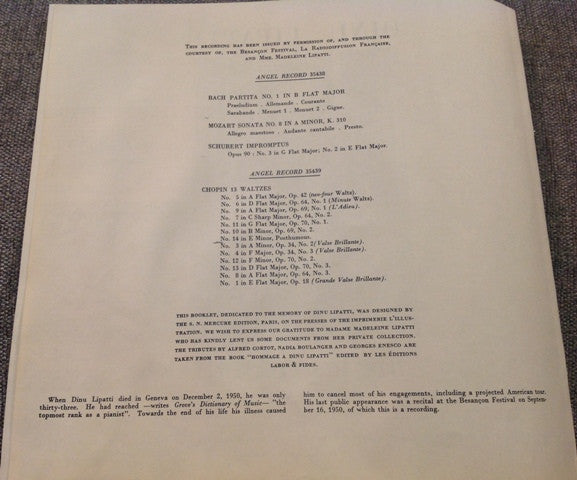 THIS RECORDING HAS BEEN ISSUED BY PERMISSION OF, AND THROUGH THE
COURTESY OF, THE BESANÇON FESTIVAL, LA RADIODIFFUSION FRANÇAISE,
AND MME. MADELEINE LIPATTI.
ANGEL RECORD 35438
BACH PARTITA NO. 1 IN B FLAT MAJOR
Praeludium . Allemande . Courante
Sarabande . Menuet 1 . Menuet 2 . Gigue.
MOZART SONATA NO. 8 IN A MINOR, K. 310
Allegro maestoso . Andante cantabile . Presto.
SCHUBERT IMPROMPTUS
Opus 90 : No. 3 in G Flat Major; No. 2 in E Flat Major.
ANGEL RECORD 35439
CHOPIN 13 WALTZES
No. 5 in A Flat Major, Op. 42 (two-four Waltz).
No. 6 in D Flat Major, Op. 64, No. 1 (Minute Waltz).
No. 9 in A Flat Major, Op. 69, No. 1 (L'Adieu).
No. 7 in C Sharp Minor, Op. 64, No. 2.
No. 11 in G Flat Major, Op. 70, No. 1.
No. 10 in B Minor, Op. 69, No. 2.
No. 14 in E Minor, Posthumous.
No. 3 in A Minor, Op. 34, No. 2 (Valse Brillante).
No. 4 in F Major, Op. 34, No. 3 (Valse Brillante).
No. 12 in F Minor, Op. 70, No. 2.
No. 13 in D Flat Major, Op. 70, No. 3.
No. 8 in A Flat Major, Op. 64, No. 3.
No. 1 in E Flat Major, Op. 18 (Grande Valse Brillante).
THIS BOOKLET, DEDICATED TO THE MEMORY OF DINU LIPATTI, WAS DESIGNED BY
THE S. N. MERCURE EDITION, PARIS, ON THE PRESSES OF THE IMPRIMERIE L'ILLUS-
TRATION. WE WISH TO EXPRESS OUR GRATITUDE TO MADAME MADELEINE LIPATTI
WHO HAS KINDLY LENT US SOME DOCUMENTS FROM HER PRIVATE COLLECTION.
THE TRIBUTES BY ALFRED CORTOT, NADIA BOULANGER AND GEORGES ENESCO ARE
TAKEN FROM THE BOOK "HOMMAGE A DINU LIPATTI" EDITED BY LES ÉDITIONS
LABOR & FIDES.
When Dinu Lipatti died in Geneva on December 2, 1950, he was only
thirty-three. He had reached —writes Grove's Dictionary of Music— "the
topmost rank as a pianist". Towards the end of his life his illness caused
him to cancel most of his engagements, including a projected American tour.
His last public appearance was a recital at the Besançon Festival on Septem-
ber 16, 1950, of which this is a recording.